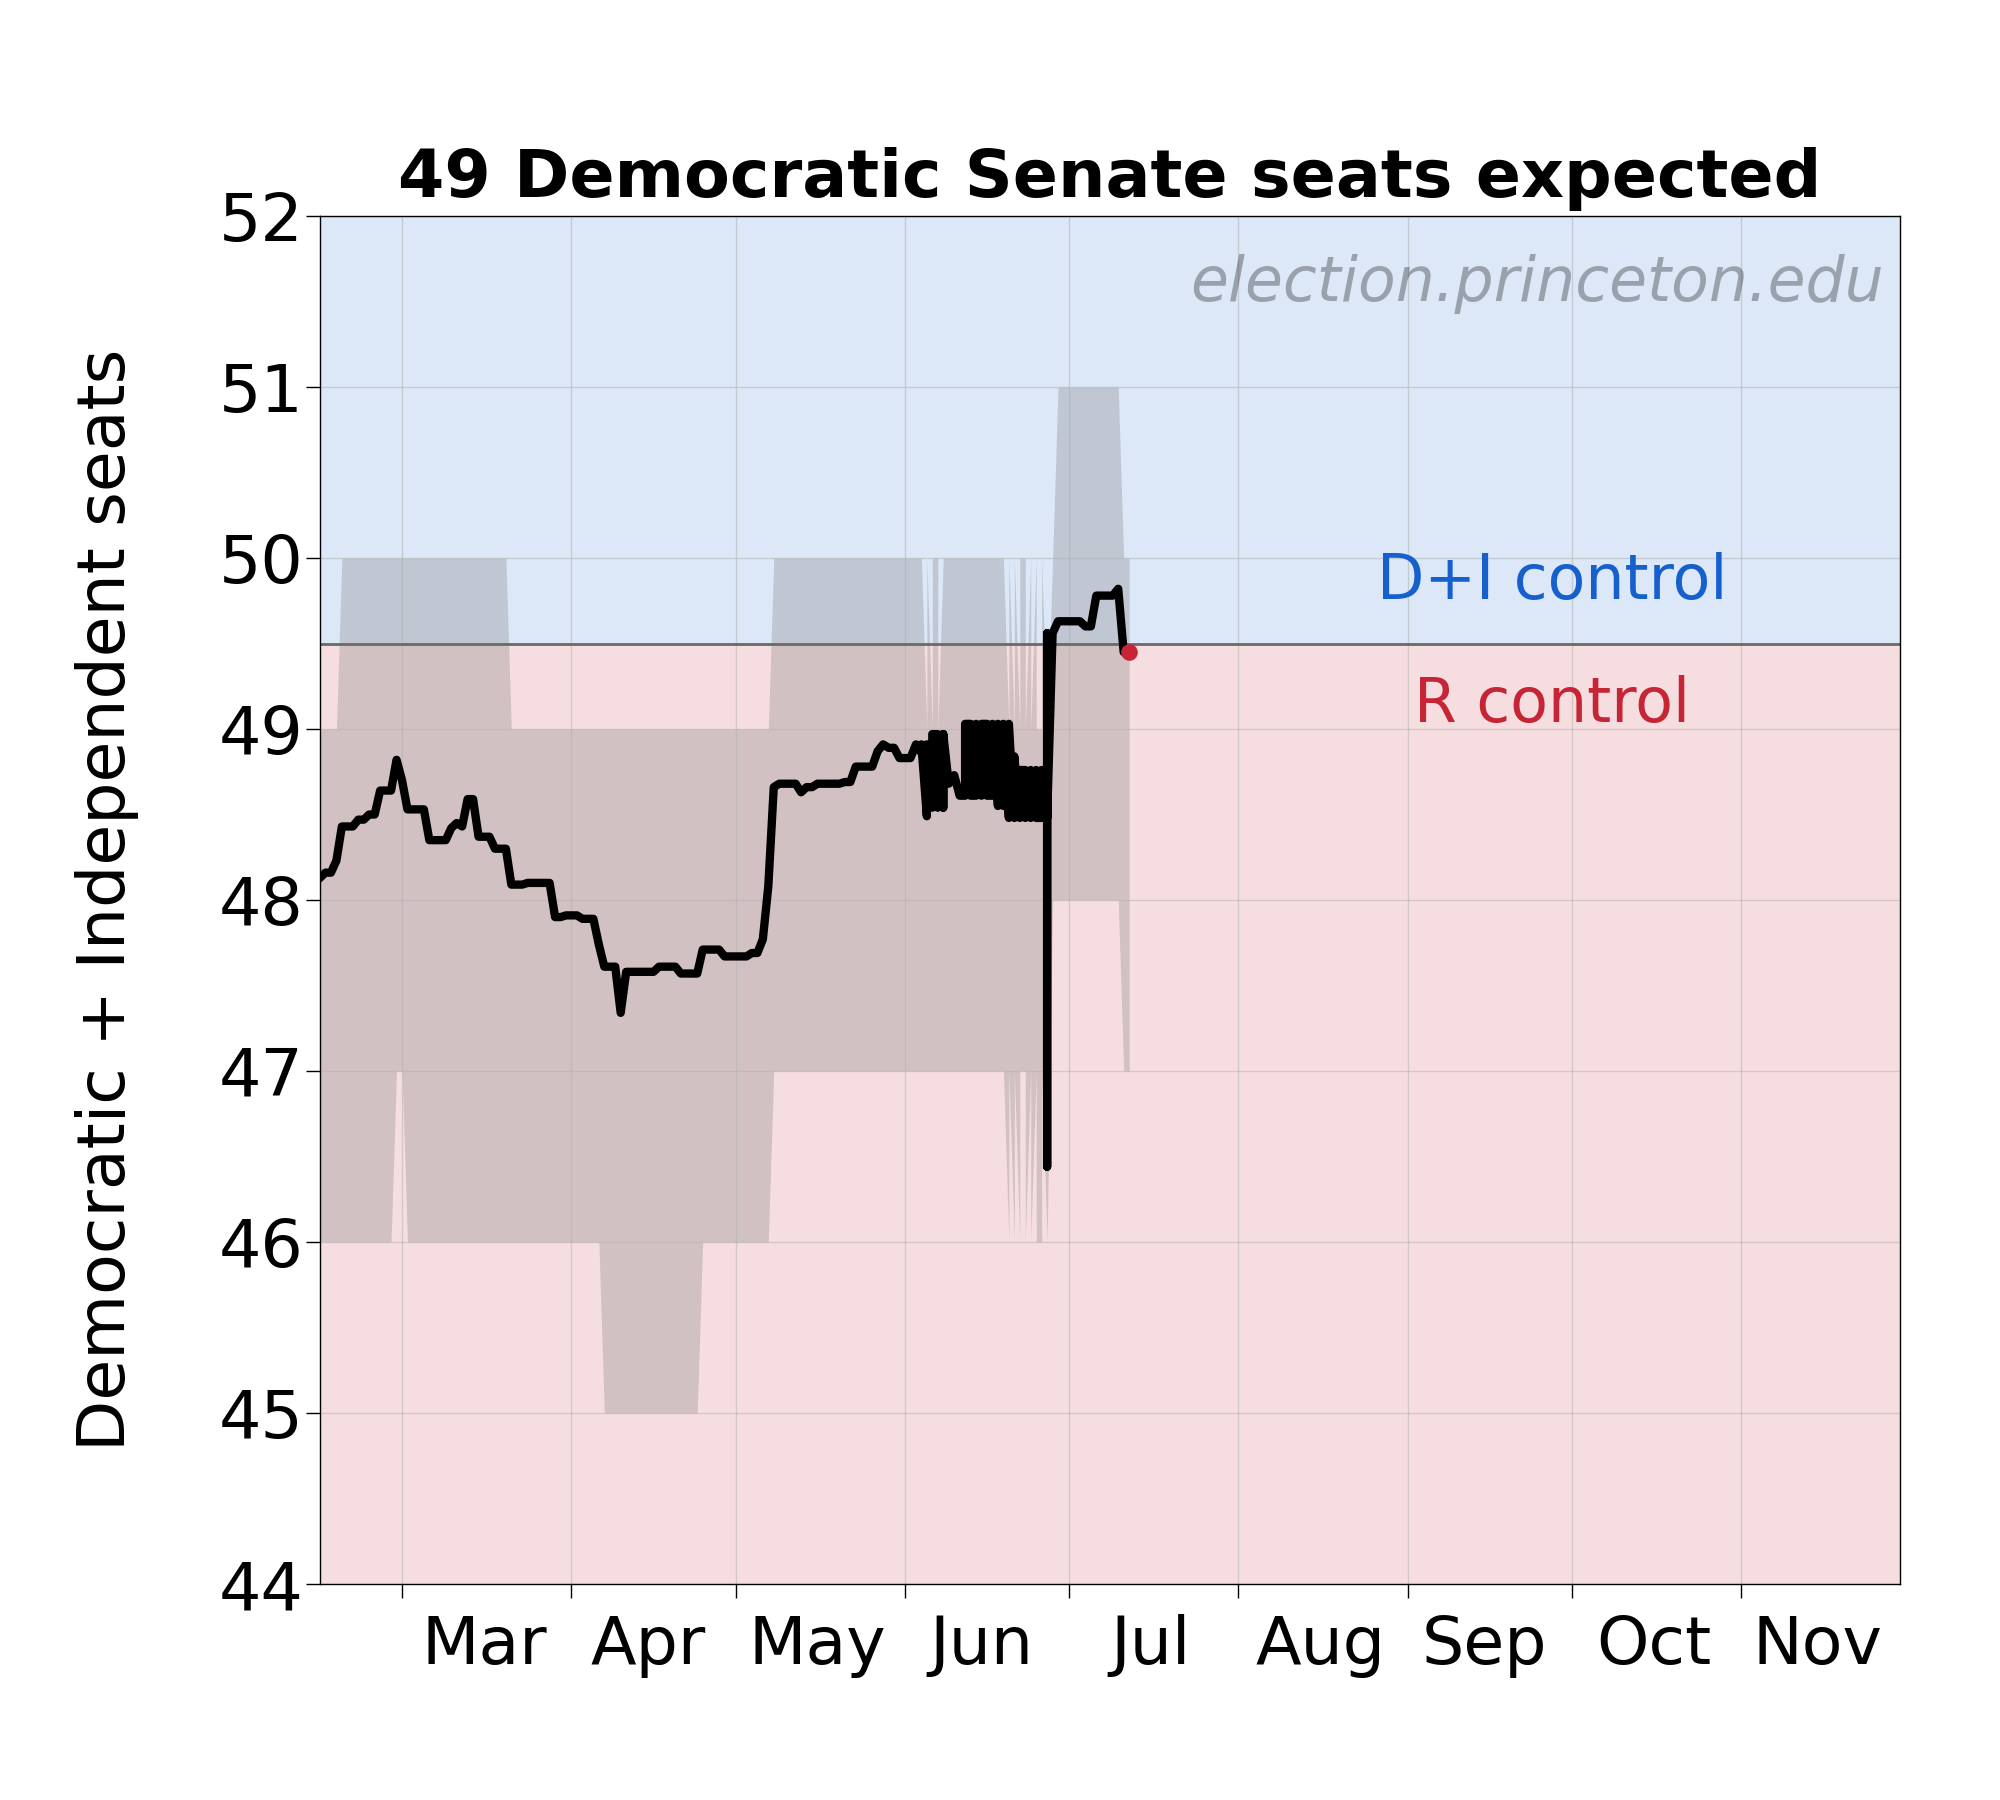 49 Democratic Senate seats expected
election.princeton.edu
Democratic + Independent seats
52
51
50
49
48
47
46
45
44
D+I control
R control
Mar Apr May Jun Jul Aug Sep Oct Nov